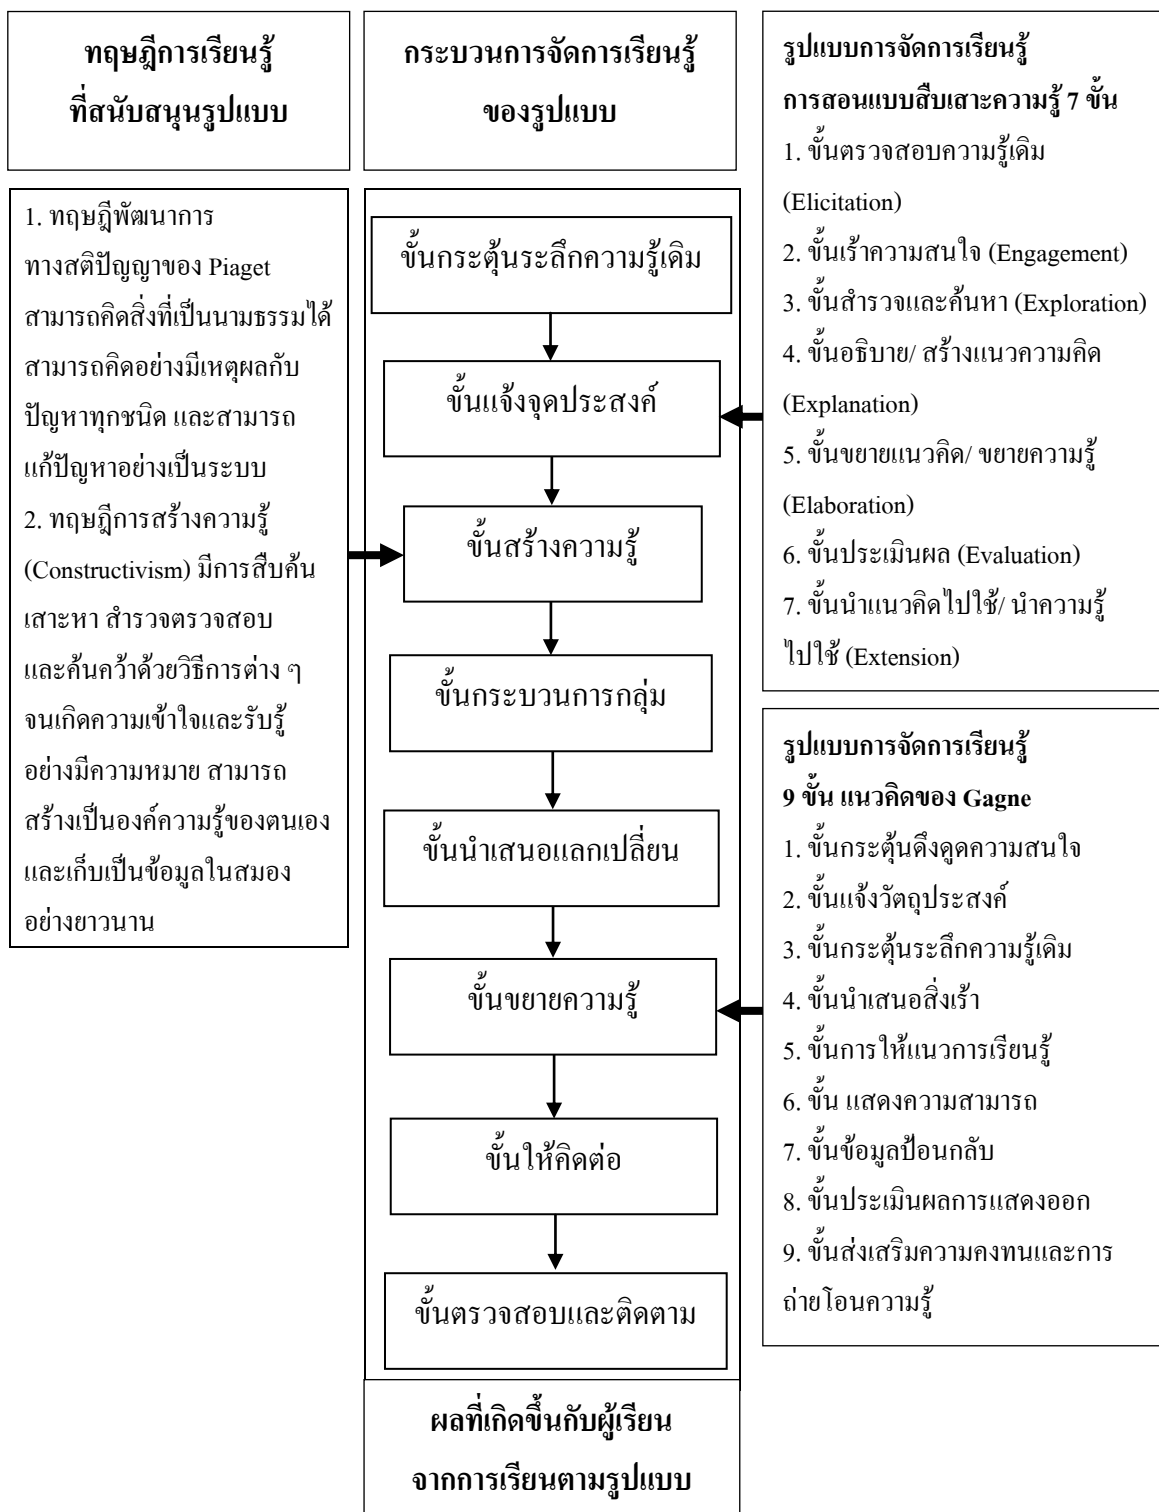 ทฤษฎีการเรียนรู้
ที่สนับสนุนรูปแบบ
1. ทฤษฎีพัฒนาการ
ทางสติปัญญาของ Piaget
สามารถคิดสิ่งที่เป็นนามธรรมได้
สามารถคิดอย่างมีเหตุผลกับ
ปัญหาทุกชนิด และสามารถ
แก้ปัญหาอย่างเป็นระบบ
2. ทฤษฎีการสร้างความรู้
(Constructivism) มีการสืบค้น
เสาะหา สำรวจตรวจสอบ
และค้นคว้าด้วยวิธีการต่าง ๆ
จนเกิดความเข้าใจและรับรู้
อย่างมีความหมาย สามารถ
สร้างเป็นองค์ความรู้ของตนเอง
และเก็บเป็นข้อมูลในสมอง
อย่างยาวนาน
กระบวนการจัดการเรียนรู้
ของรูปแบบ
ขั้นกระตุ้นระลึกความรู้เดิม
ขั้นแจ้งจุดประสงค์
ขั้นสร้างความรู้
ขั้นกระบวนการกลุ่ม
ขั้นนำเสนอแลกเปลี่ยน
ขั้นขยายความรู้
ขั้นให้คิดต่อ
ขั้นตรวจสอบและติดตาม
ผลที่เกิดขึ้นกับผู้เรียน
จากการเรียนตามรูปแบบ
รูปแบบการจัดการเรียนรู้
การสอนแบบสืบเสาะความรู้ 7 ขั้น
1. ขั้นตรวจสอบความรู้เดิม
(Elicitation)
2. ขั้นเร้าความสนใจ (Engagement)
3. ขั้นสำรวจและค้นหา (Exploration)
4. ขั้นอธิบาย/ สร้างแนวความคิด
(Explanation)
5. ขั้นขยายแนวคิด/ ขยายความรู้
(Elaboration)
6. ขั้นประเมินผล (Evaluation)
7. ขั้นนำแนวคิดไปใช้/ นำความรู้
ไปใช้ (Extension)
รูปแบบการจัดการเรียนรู้
9 ขั้น แนวคิดของ Gagne
1. ขั้นกระตุ้นดึงดูดความสนใจ
2. ขั้นแจ้งวัตถุประสงค์
3. ขั้นกระตุ้นระลึกความรู้เดิม
4. ขั้นนำเสนอสิ่งเร้า
5. ขั้นการให้แนวการเรียนรู้
6. ขั้น แสดงความสามารถ
7. ขั้นข้อมูลป้อนกลับ
8. ขั้นประเมินผลการแสดงออก
9. ขั้นส่งเสริมความคงทนและการ
ถ่ายโอนความรู้